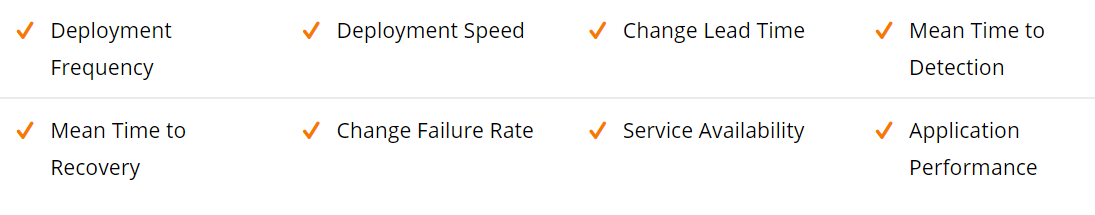 Deployment Frequency
Deployment Speed
Change Lead Time
Mean Time to Detection
Mean Time to Recovery
Change Failure Rate
Service Availability
Application Performance